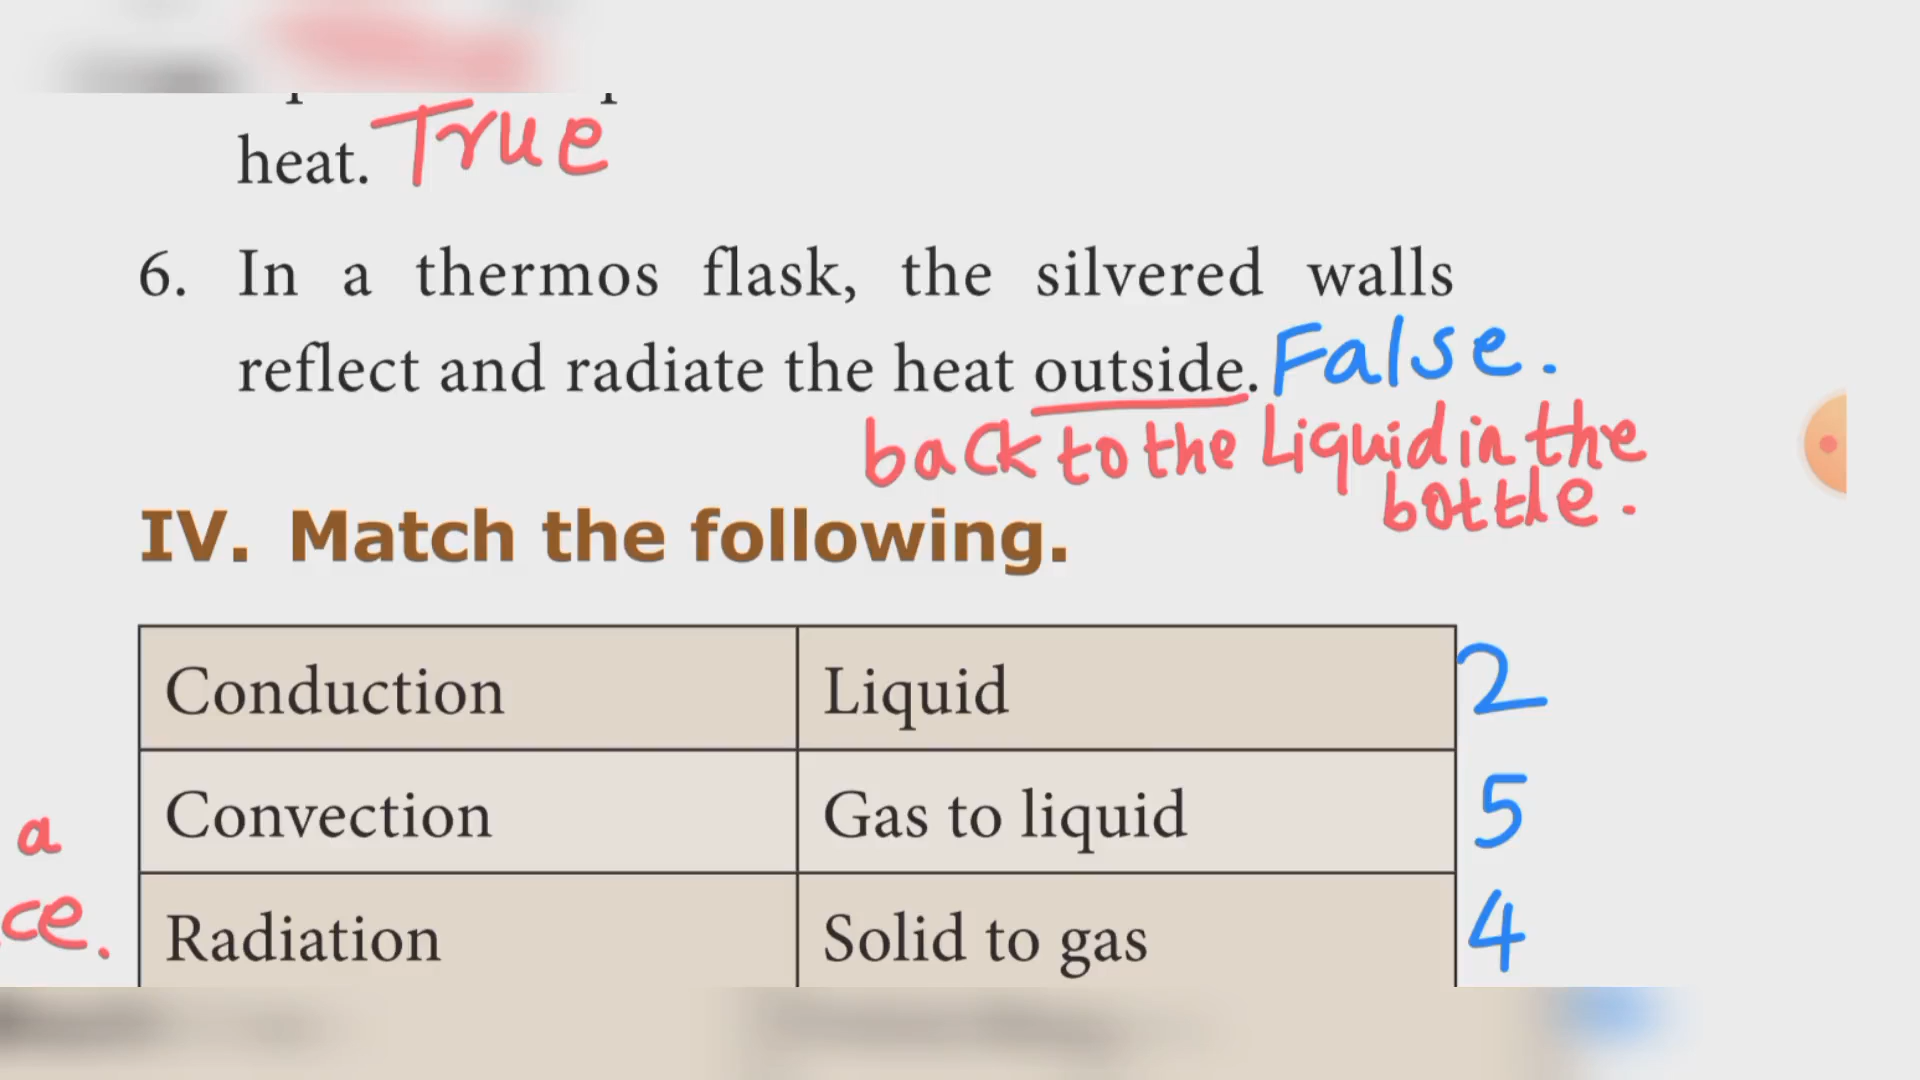 heat. True
6. In a thermos flask, the silvered walls
reflect and radiate the heat outside. False.
back to the Liquid in the
bottle.
IV. Match the following.
Conduction Liquid 2
Convection Gas to liquid 5
a
ce.
Radiation Solid to gas 4